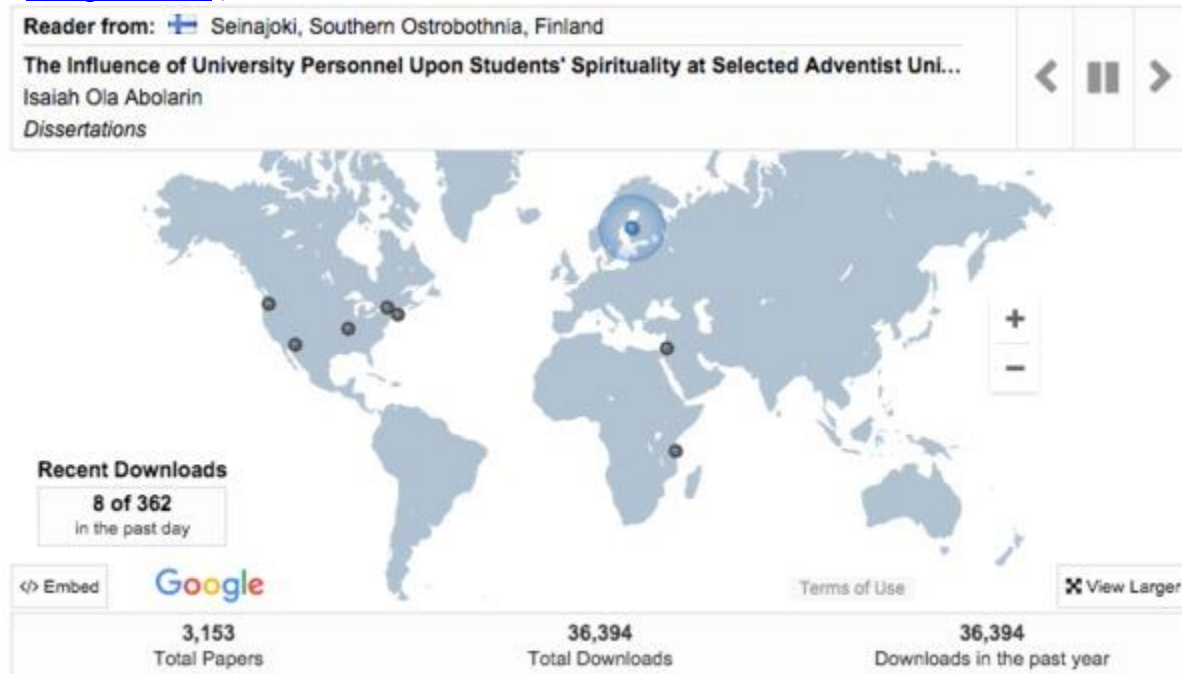 Reader from: Seinajoki, Southern Ostrobothnia, Finland
The Influence of University Personnel Upon Students' Spirituality at Selected Adventist Uni...
Isaiah Ola Abolarin
Dissertations
Recent Downloads
8 of 362
in the past day
</> Embed
Google
Terms of Use
View Larger
3,153
Total Papers
36,394
Total Downloads
36,394
Downloads in the past year